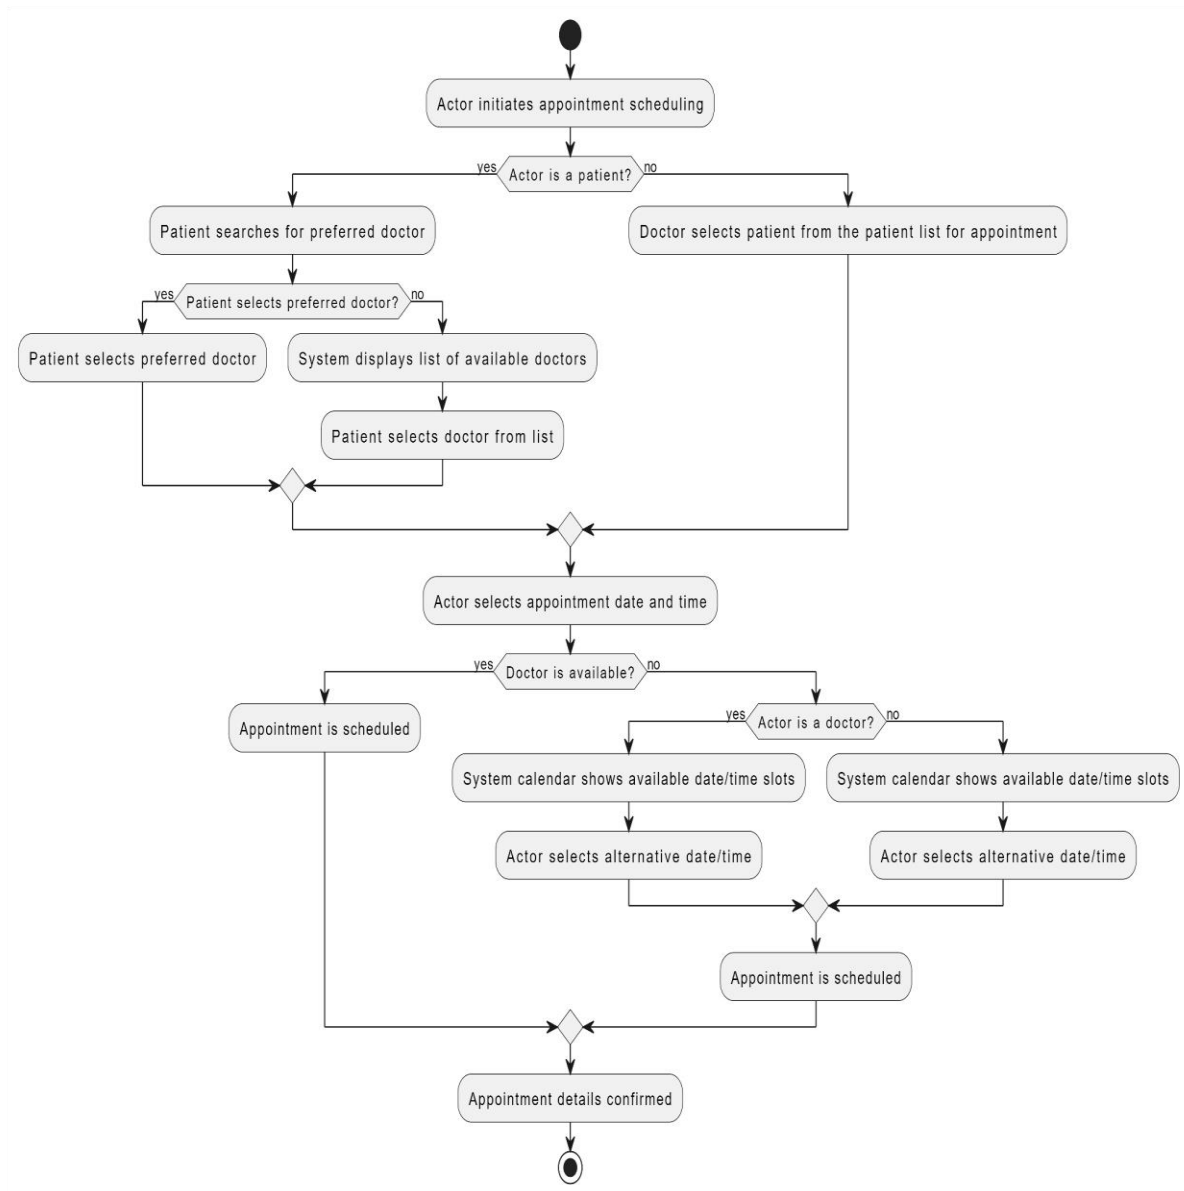 Actor initiates appointment scheduling
yes
Actor is a patient?
no
Patient searches for preferred doctor
Doctor selects patient from the patient list for appointment
yes
Patient selects preferred doctor?
no
Patient selects preferred doctor
System displays list of available doctors
Patient selects doctor from list
Actor selects appointment date and time
yes
Doctor is available?
no
Appointment is scheduled
yes
Actor is a doctor?
no
System calendar shows available date/time slots
System calendar shows available date/time slots
Actor selects alternative date/time
Actor selects alternative date/time
Appointment is scheduled
Appointment details confirmed